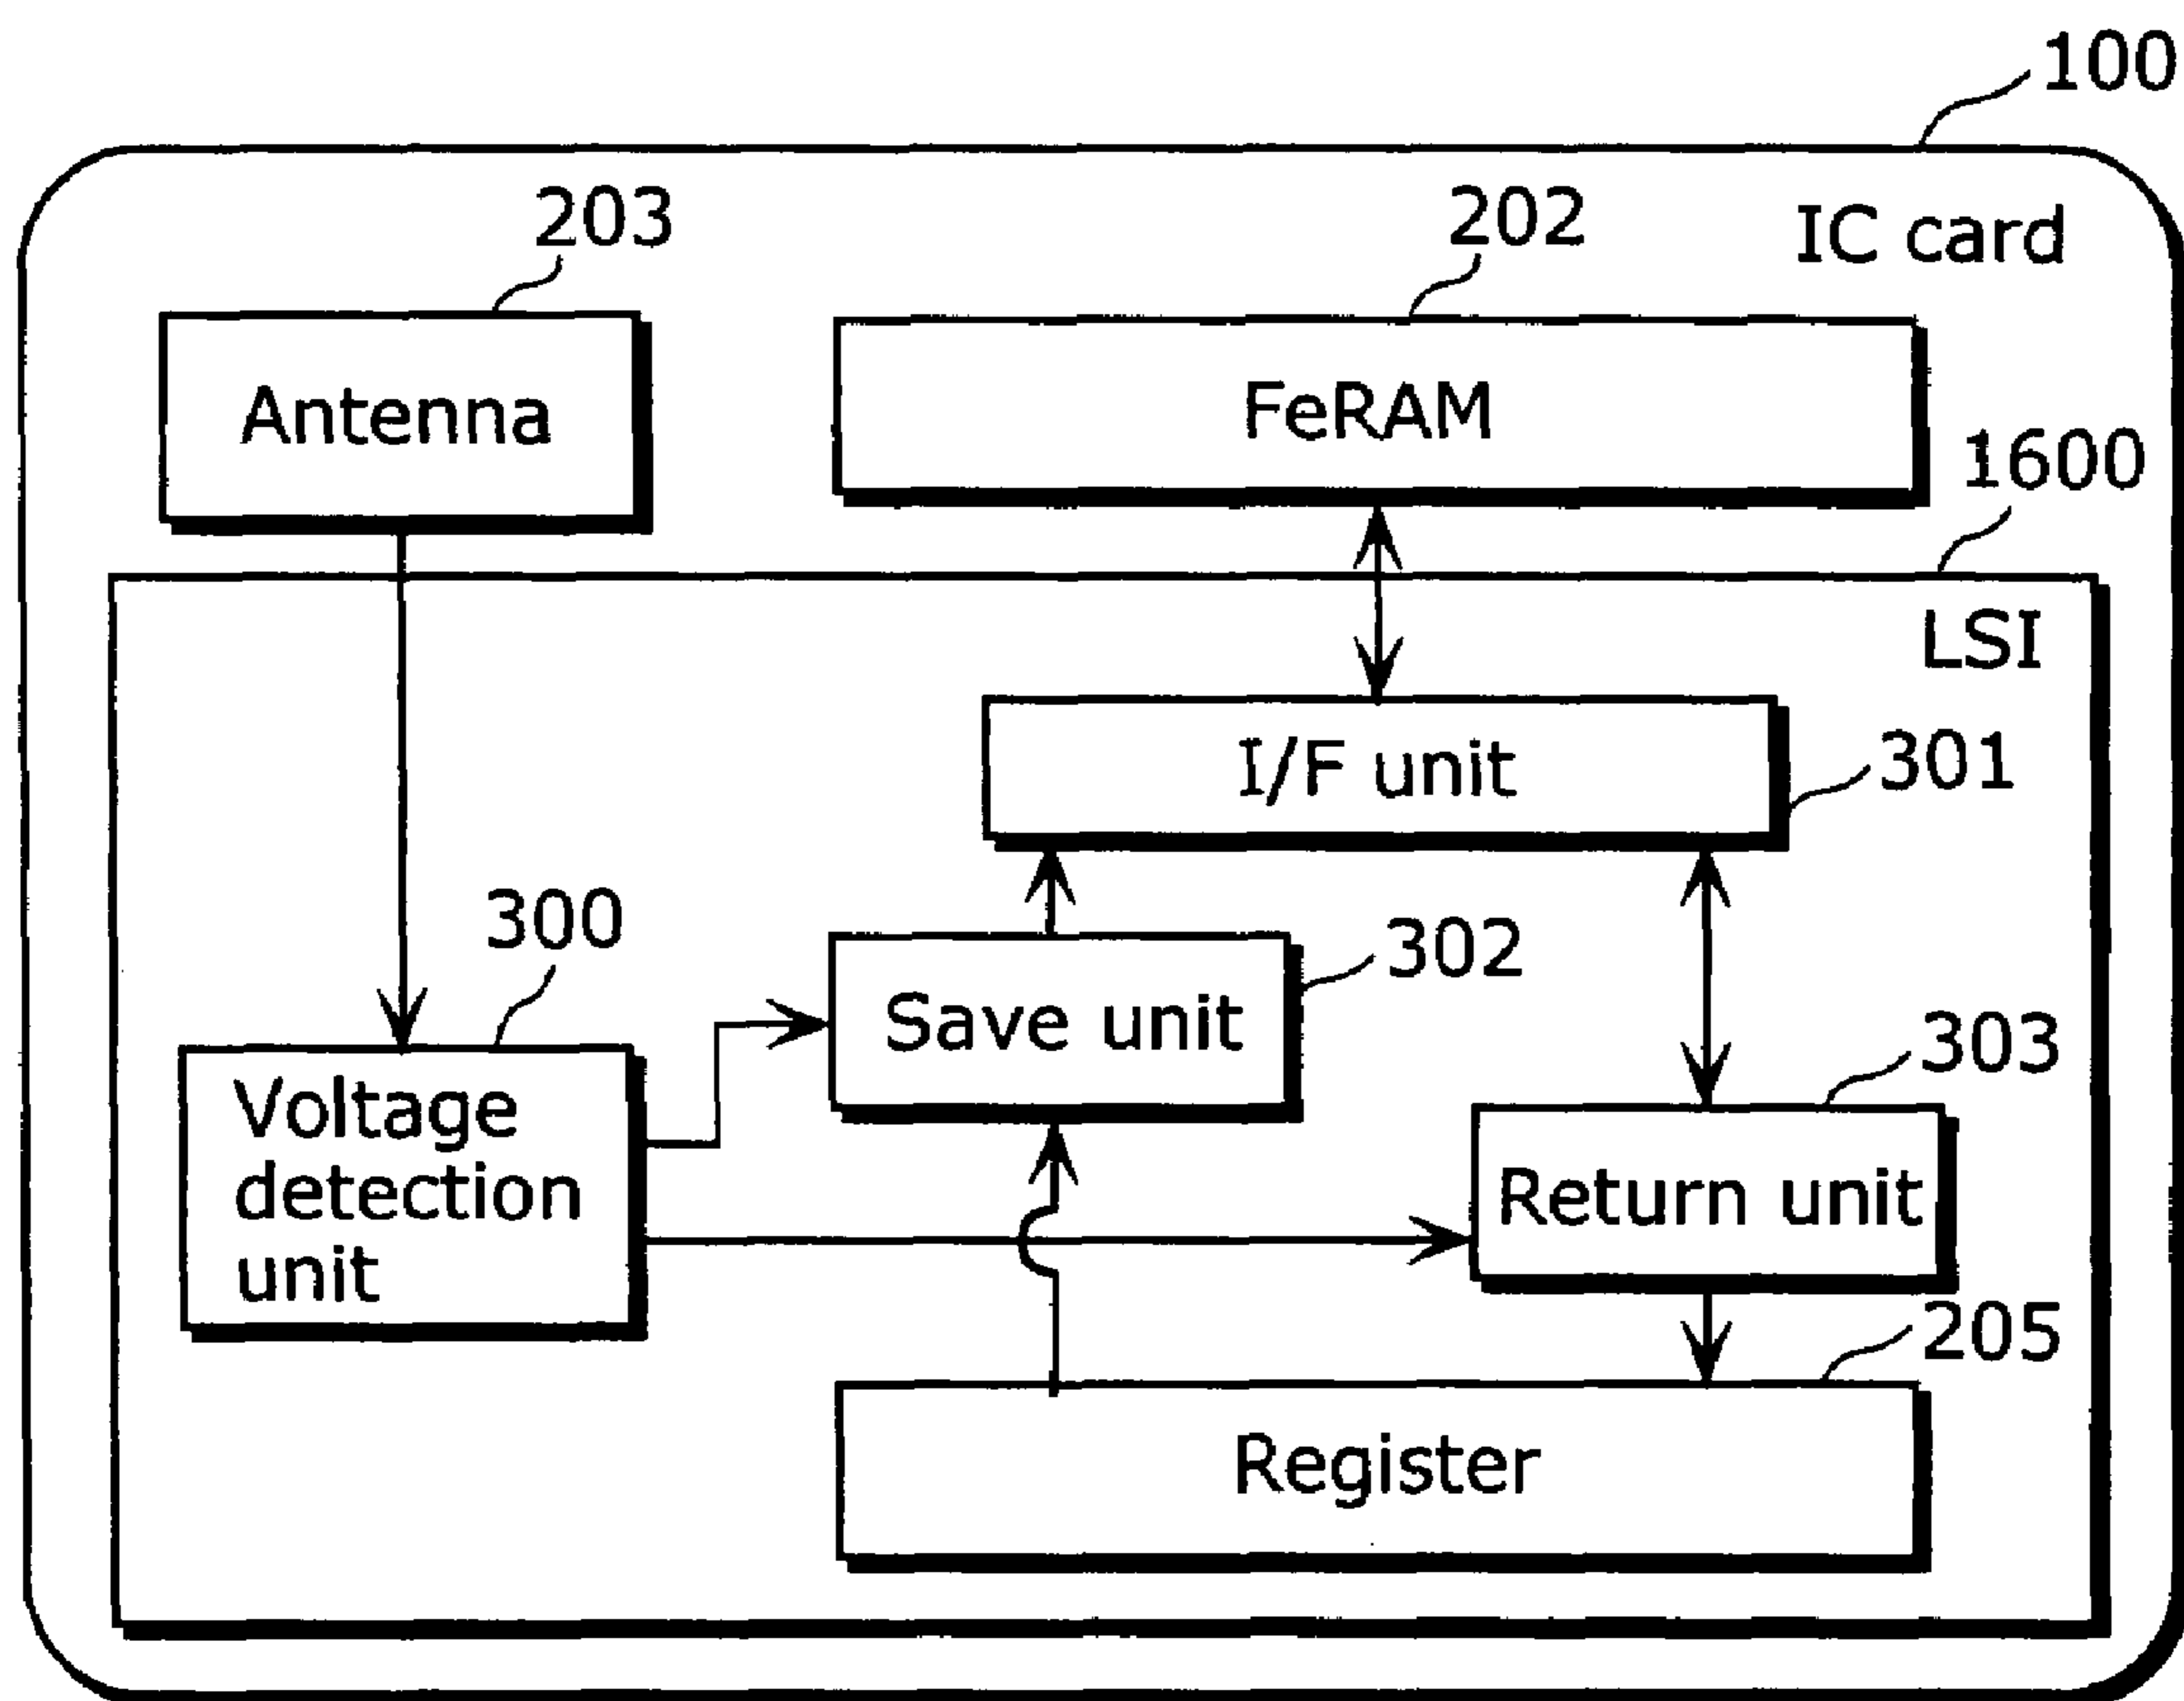 100
203
202
IC card
Antenna
FeRAM
1600
LSI
I/F unit
301
300
302
Save unit
303
Voltage
detection
unit
Return unit
205
Register